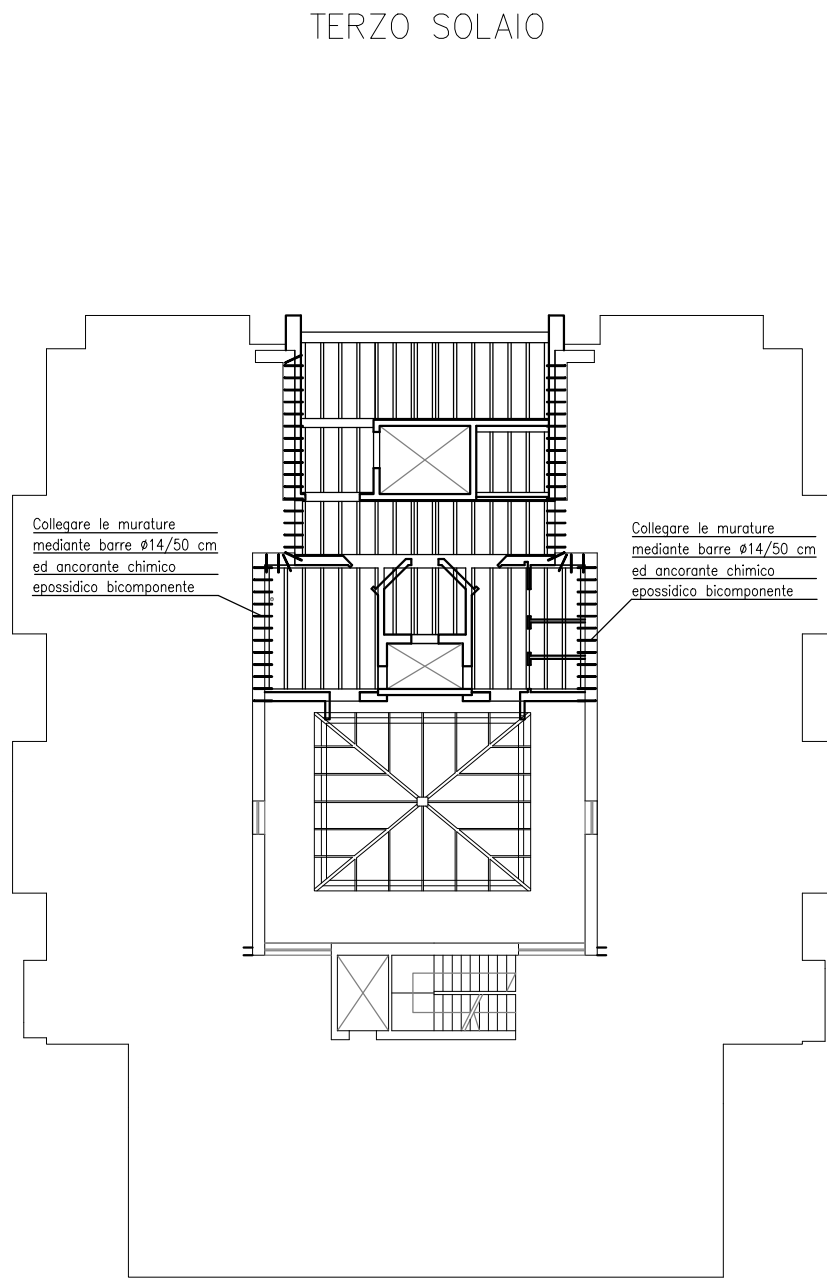 TERZO SOLAIO
Collegare le murature
mediante barre ø14/50 cm
ed ancorante chimico
epossidico bicomponente
Collegare le murature
mediante barre ø14/50 cm
ed ancorante chimico
epossidico bicomponente